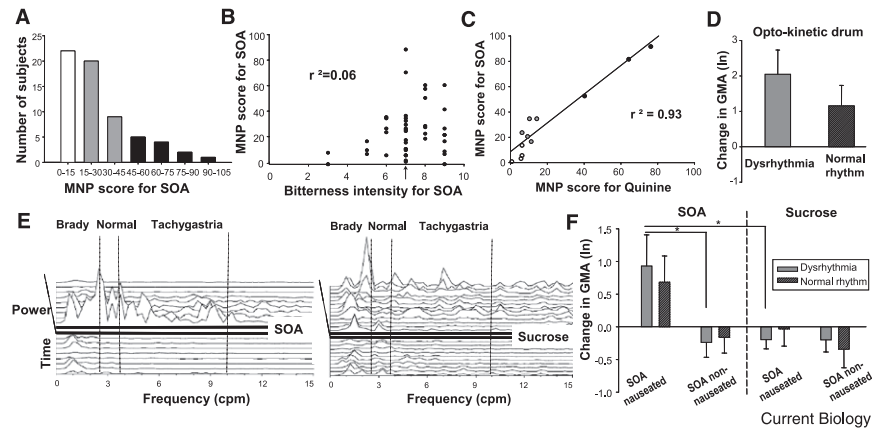 A
Number of subjects
25
20
15
10
5
0
0-15 15-30 30-45 45-60 60-75 75-90 90-105
MNP score for SOA
B
MNP score for SOA
100
80
60
40
20
0
r ²=0.06
0 2 4 6 8 10
Bitterness intensity for SOA
C
MNP score for SOA
100
80
60
40
20
0
r ² = 0.93
0 20 40 60 80 100
MNP score for Quinine
D
Opto-kinetic drum
Change in GMA (ln)
3
2
1
0
-1
Dysrhythmia
Normal
rhythm
E
Brady Normal Tachygastria
Power
SOA
Time
0 3 6 9 12 15
Frequency (cpm)
Brady Normal Tachygastria
Sucrose
0 3 6 9 12 15
Frequency (cpm)
F
SOA Sucrose
* *
Change in GMA (ln)
1.5
1.0
0.5
0.0
-0.5
-1.0
Dysrhythmia
Normal rhythm
SOA
nauseated
SOA non-
nauseated
SOA
nauseated
SOA non-
nauseated
Current Biology